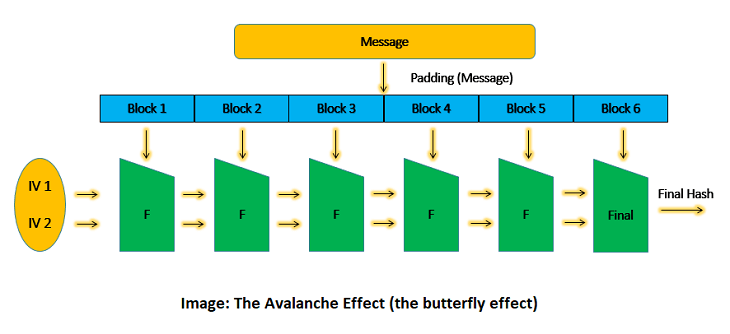 Message
Padding (Message)
Block 1 Block 2 Block 3 Block 4 Block 5 Block 6
IV 1
IV 2
F F F F F Final
Final Hash
Image: The Avalanche Effect (the butterfly effect)